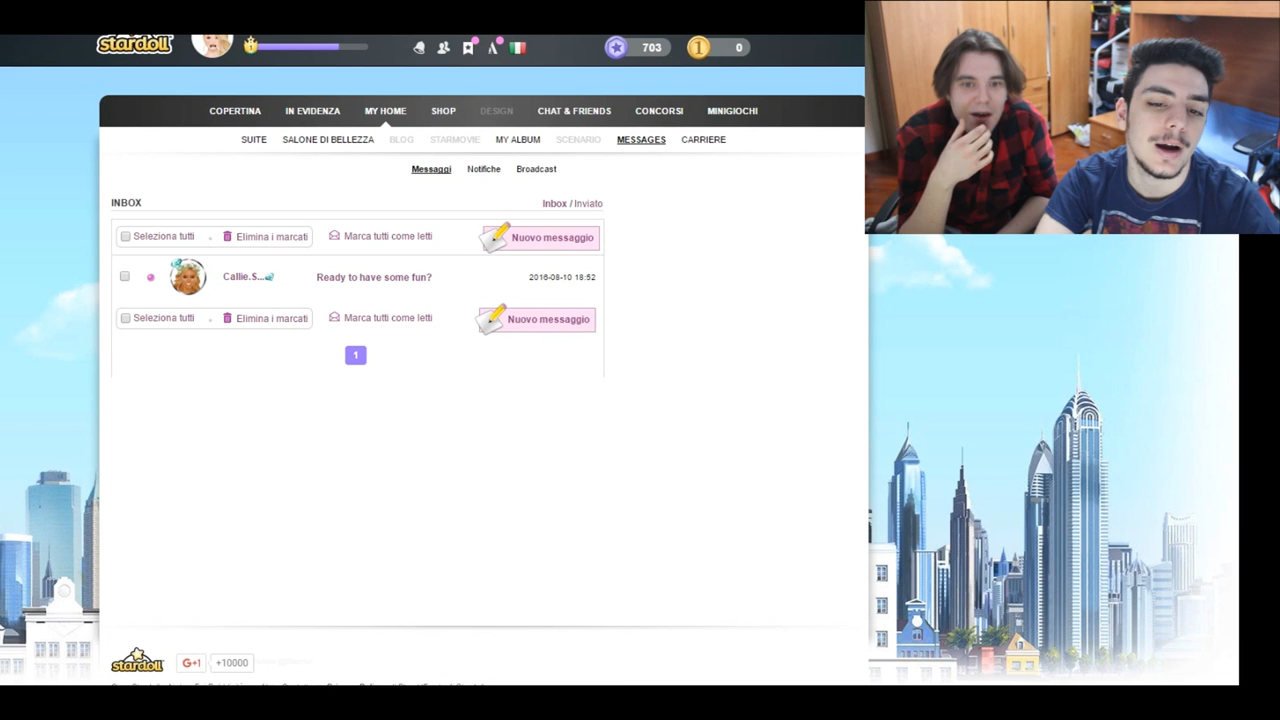 stardoll
703
0
COPERTINA IN EVIDENZA MY HOME SHOP DESIGN CHAT & FRIENDS CONCORSI MINIGIOCHI
SUITE SALONE DI BELLEZZA BLOG STARMOVIE MY ALBUM SCENARIO MESSAGES CARRIERE
Messaggi Notifiche Broadcast
INBOX Inbox / Inviato
Seleziona tutti Elimina i marcati Marca tutti come letti Nuovo messaggio
Callie.S... Ready to have some fun? 2016-08-10 18:52
Seleziona tutti Elimina i marcati Marca tutti come letti Nuovo messaggio
1
stardoll G+1 +10000